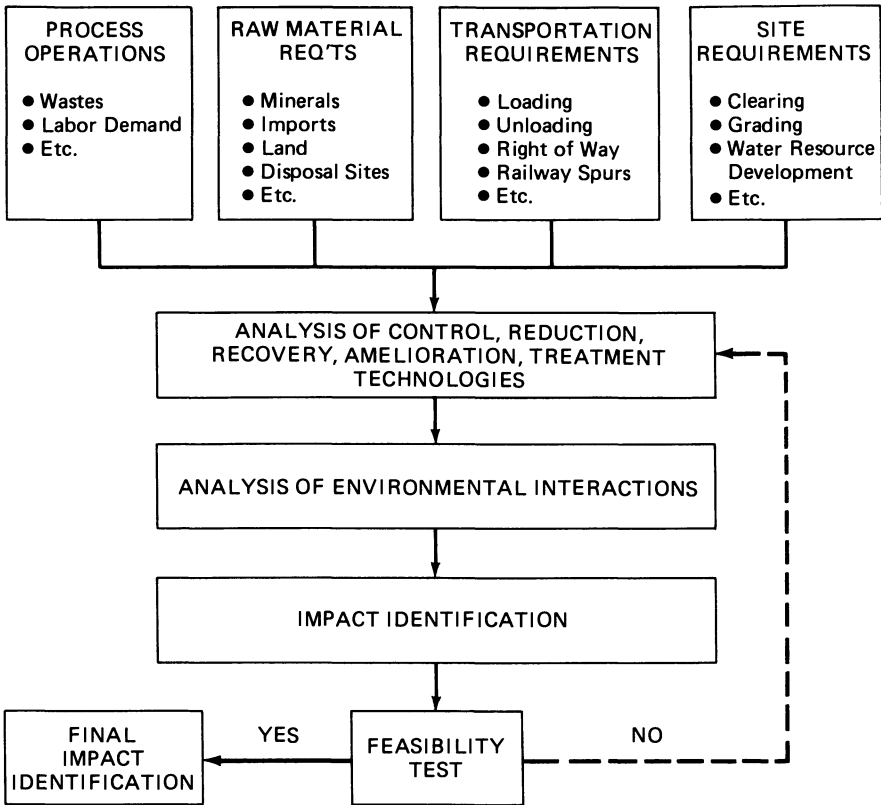 PROCESS
OPERATIONS
● Wastes
● Labor Demand
● Etc.
RAW MATERIAL
REQ'TS
● Minerals
● Imports
● Land
● Disposal Sites
● Etc.
TRANSPORTATION
REQUIREMENTS
● Loading
● Unloading
● Right of Way
● Railway Spurs
● Etc.
SITE
REQUIREMENTS
● Clearing
● Grading
● Water Resource
Development
● Etc.
ANALYSIS OF CONTROL, REDUCTION,
RECOVERY, AMELIORATION, TREATMENT
TECHNOLOGIES
ANALYSIS OF ENVIRONMENTAL INTERACTIONS
IMPACT IDENTIFICATION
FINAL
IMPACT
IDENTIFICATION
YES
FEASIBILITY
TEST
NO